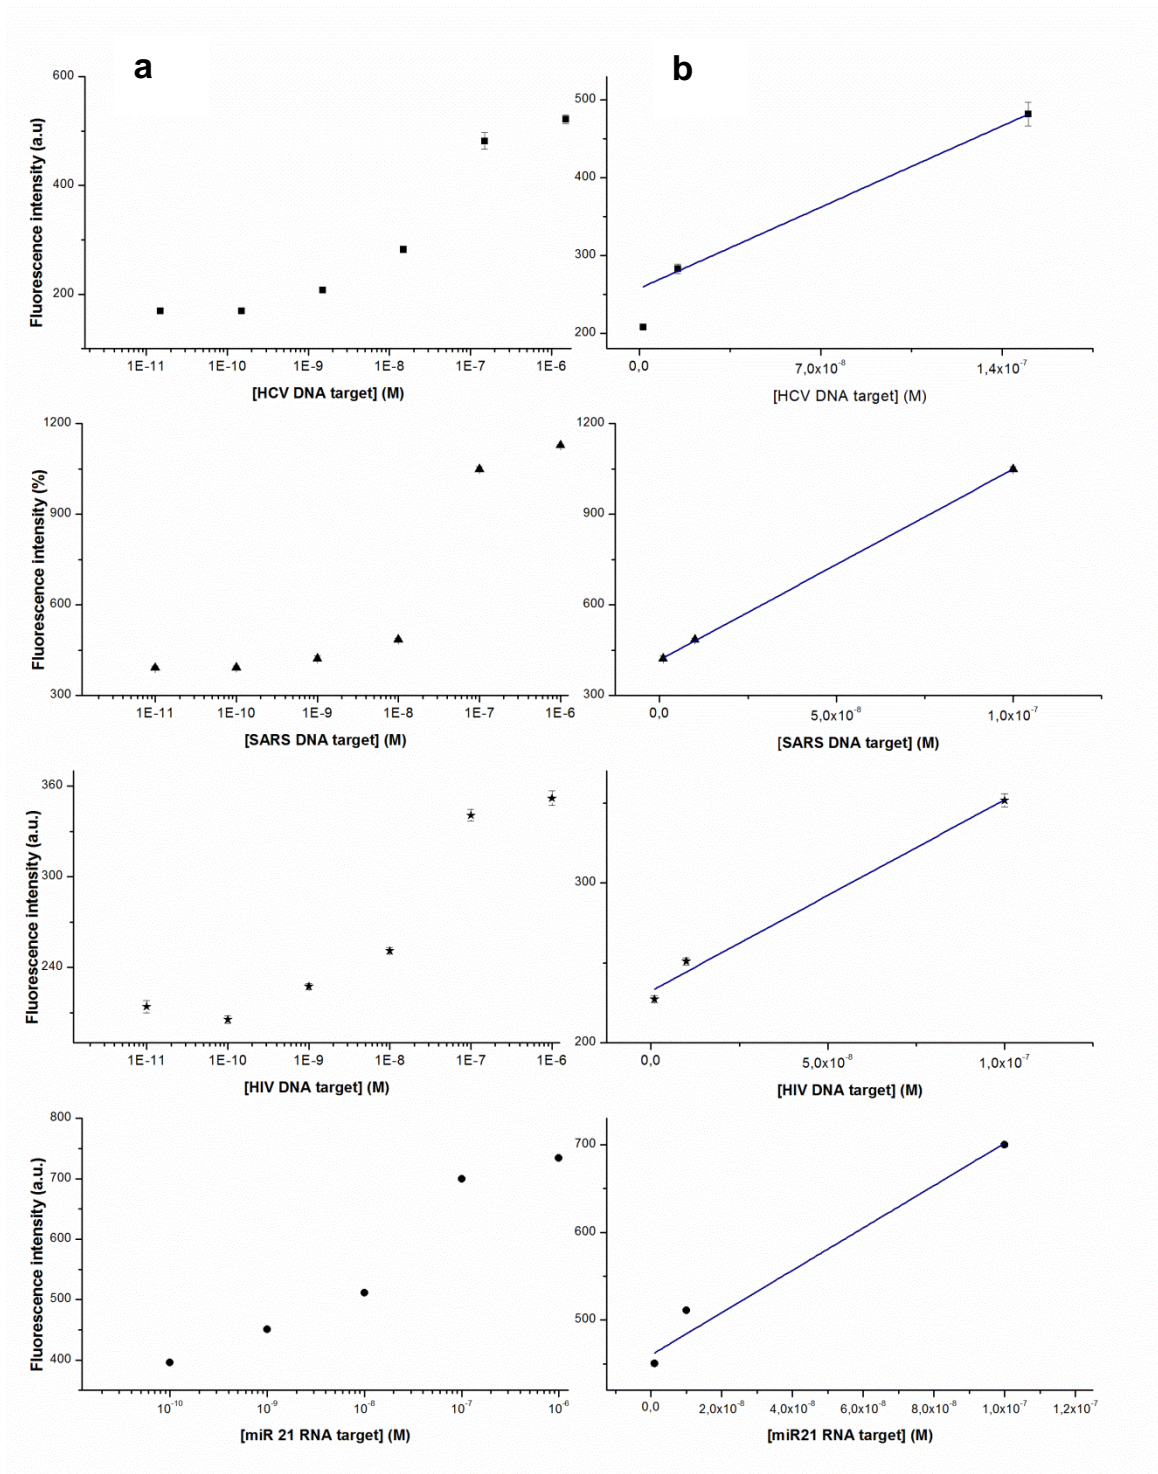 a
b
600
400
200
Fluorescence intensity (a.u)
1E-11 1E-10 1E-9 1E-8 1E-7 1E-6
[HCV DNA target] (M)
500
400
300
200
0,0 7,0x10⁻⁸ 1,4x10⁻⁷
[HCV DNA target] (M)
1200
900
600
300
Fluorescence intensity (%)
1E-11 1E-10 1E-9 1E-8 1E-7 1E-6
[SARS DNA target] (M)
1200
900
600
300
0,0 5,0x10⁻⁸ 1,0x10⁻⁷
[SARS DNA target] (M)
360
300
240
Fluorescence intensity (a.u.)
1E-11 1E-10 1E-9 1E-8 1E-7 1E-6
[HIV DNA target] (M)
300
200
0,0 5,0x10⁻⁸ 1,0x10⁻⁷
[HIV DNA target] (M)
800
700
600
500
400
Fluorescence intensity (a.u.)
10⁻¹⁰ 10⁻⁹ 10⁻⁸ 10⁻⁷ 10⁻⁶
[miR 21 RNA target] (M)
700
600
500
0,0 2,0x10⁻⁸ 4,0x10⁻⁸ 6,0x10⁻⁸ 8,0x10⁻⁸ 1,0x10⁻⁷ 1,2x10⁻⁷
[miR21 RNA target] (M)